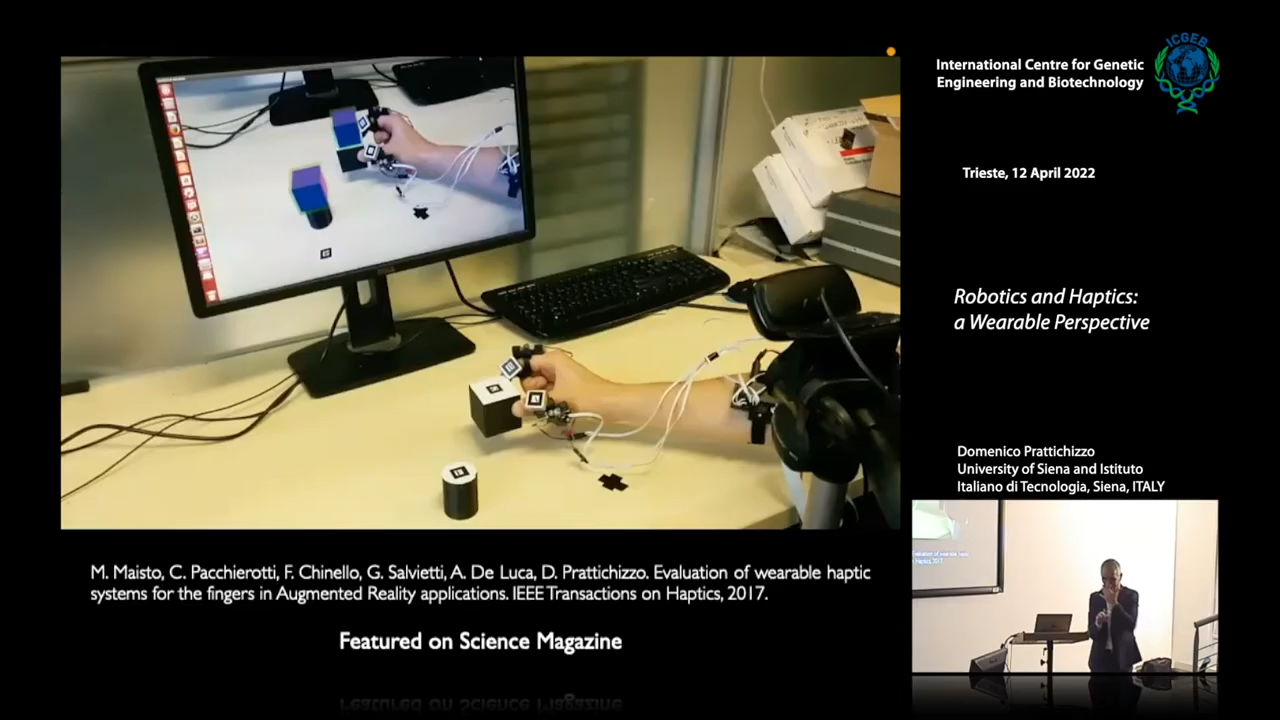 ICGEB
International Centre for Genetic
Engineering and Biotechnology
Trieste, 12 April 2022
Robotics and Haptics:
a Wearable Perspective
Domenico Prattichizzo
University of Siena and Istituto
Italiano di Tecnologia, Siena, ITALY
M. Maisto, C. Pacchierotti, F. Chinello, G. Salvietti, A. De Luca, D. Prattichizzo. Evaluation of wearable haptic
systems for the fingers in Augmented Reality applications. IEEE Transactions on Haptics, 2017.
Featured on Science Magazine